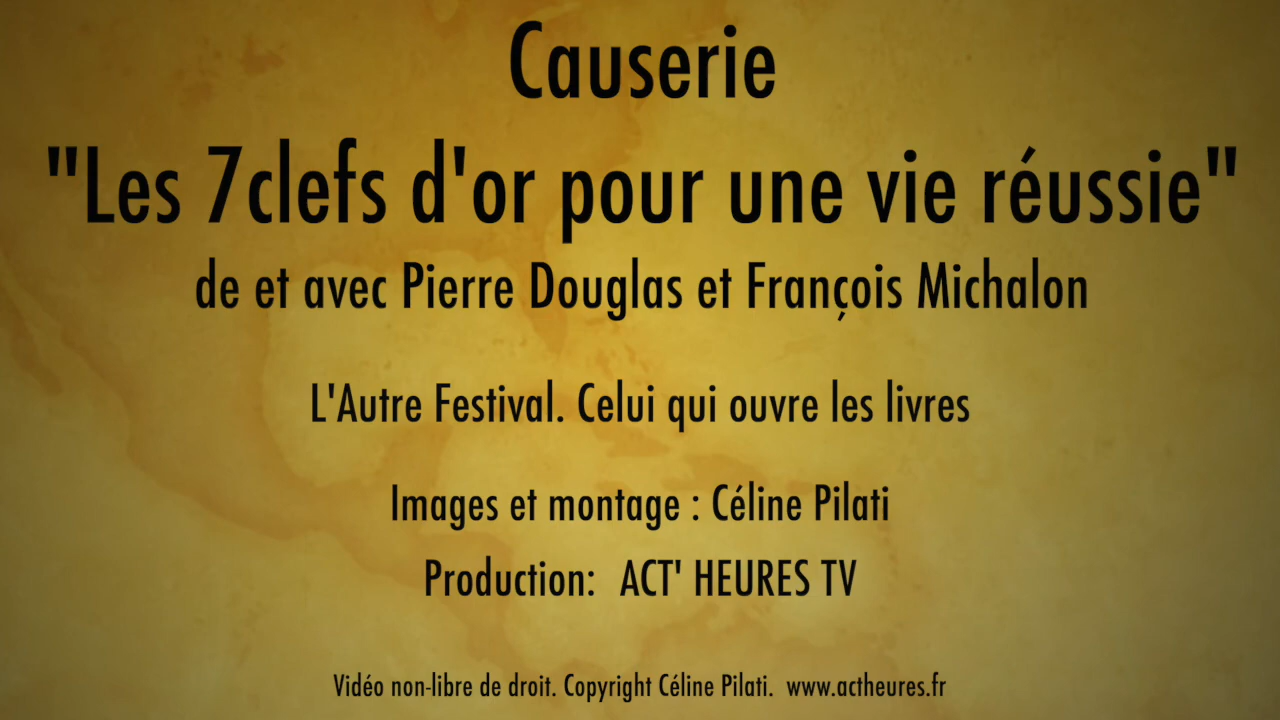 Causerie
"Les 7clefs d'or pour une vie réussie"
de et avec Pierre Douglas et François Michalon
L'Autre Festival. Celui qui ouvre les livres
Images et montage : Céline Pilati
Production: ACT' HEURES TV
Vidéo non-libre de droit. Copyright Céline Pilati. www.actheures.fr